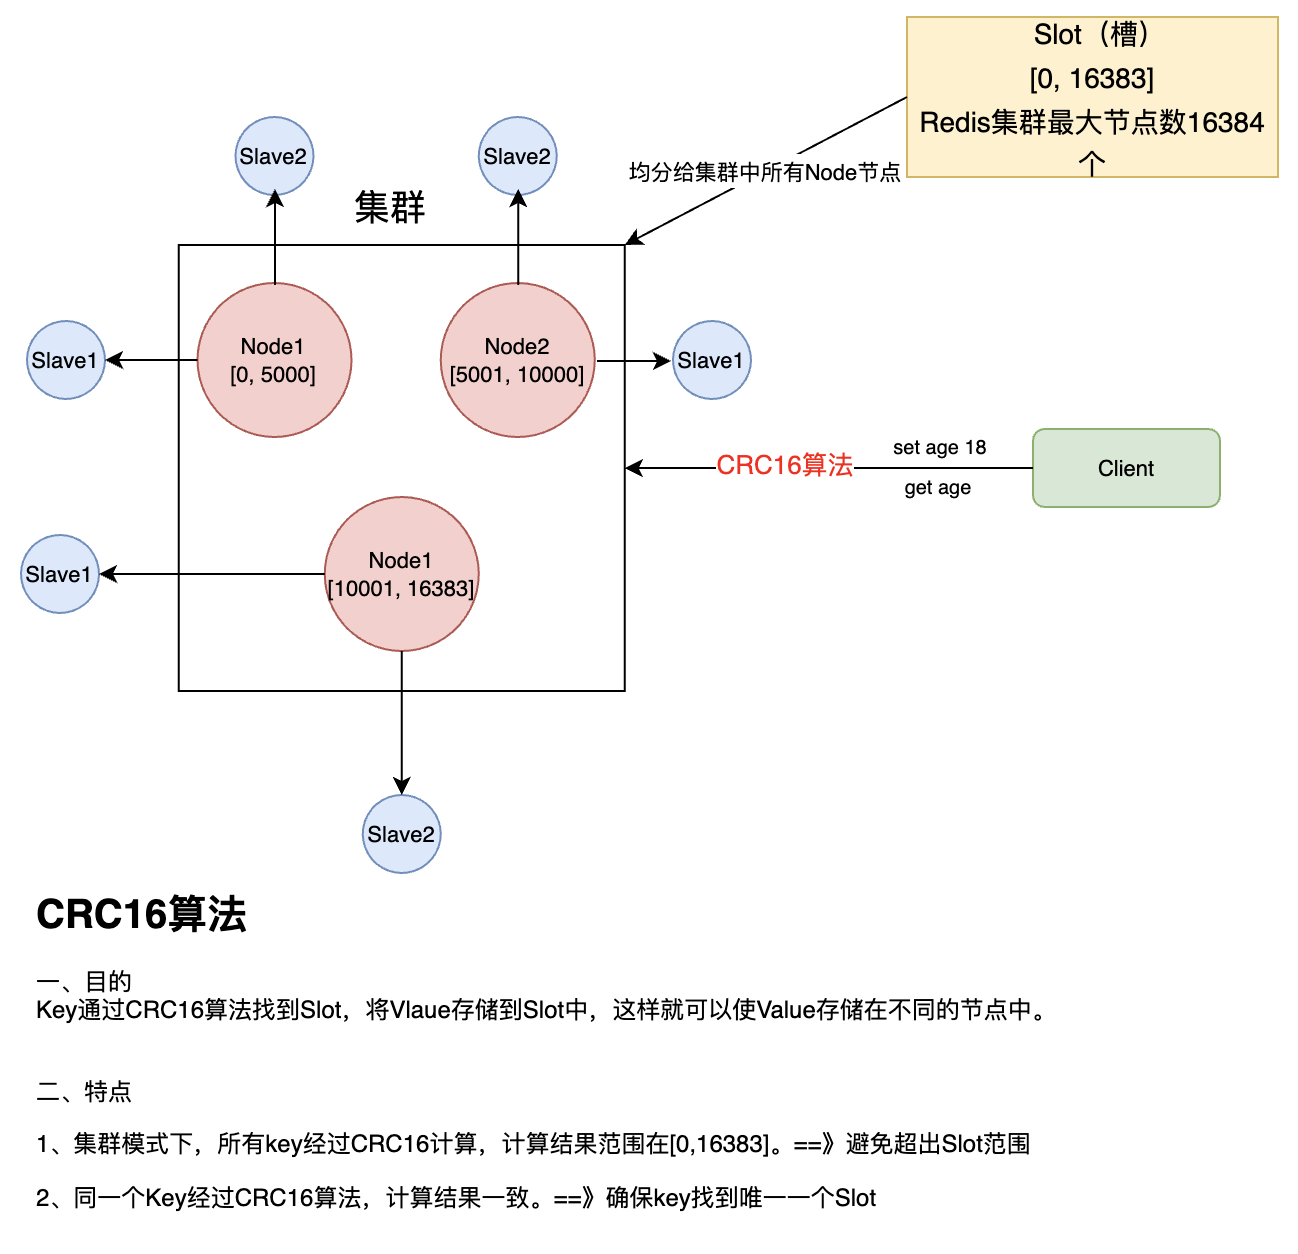 Slot（槽）
[0, 16383]
Redis集群最大节点数16384
个
均分给集群中所有Node节点
Slave2
Slave2
集群
Slave1
Node1
[0, 5000]
Node2
[5001, 10000]
Slave1
CRC16算法
set age 18
get age
Client
Slave1
Node1
[10001, 16383]
Slave2
CRC16算法
一、目的
Key通过CRC16算法找到Slot，将Vlaue存储到Slot中，这样就可以使Value存储在不同的节点中。
二、特点
1、集群模式下，所有key经过CRC16计算，计算结果范围在[0,16383]。==》避免超出Slot范围
2、同一个Key经过CRC16算法，计算结果一致。==》确保key找到唯一一个Slot